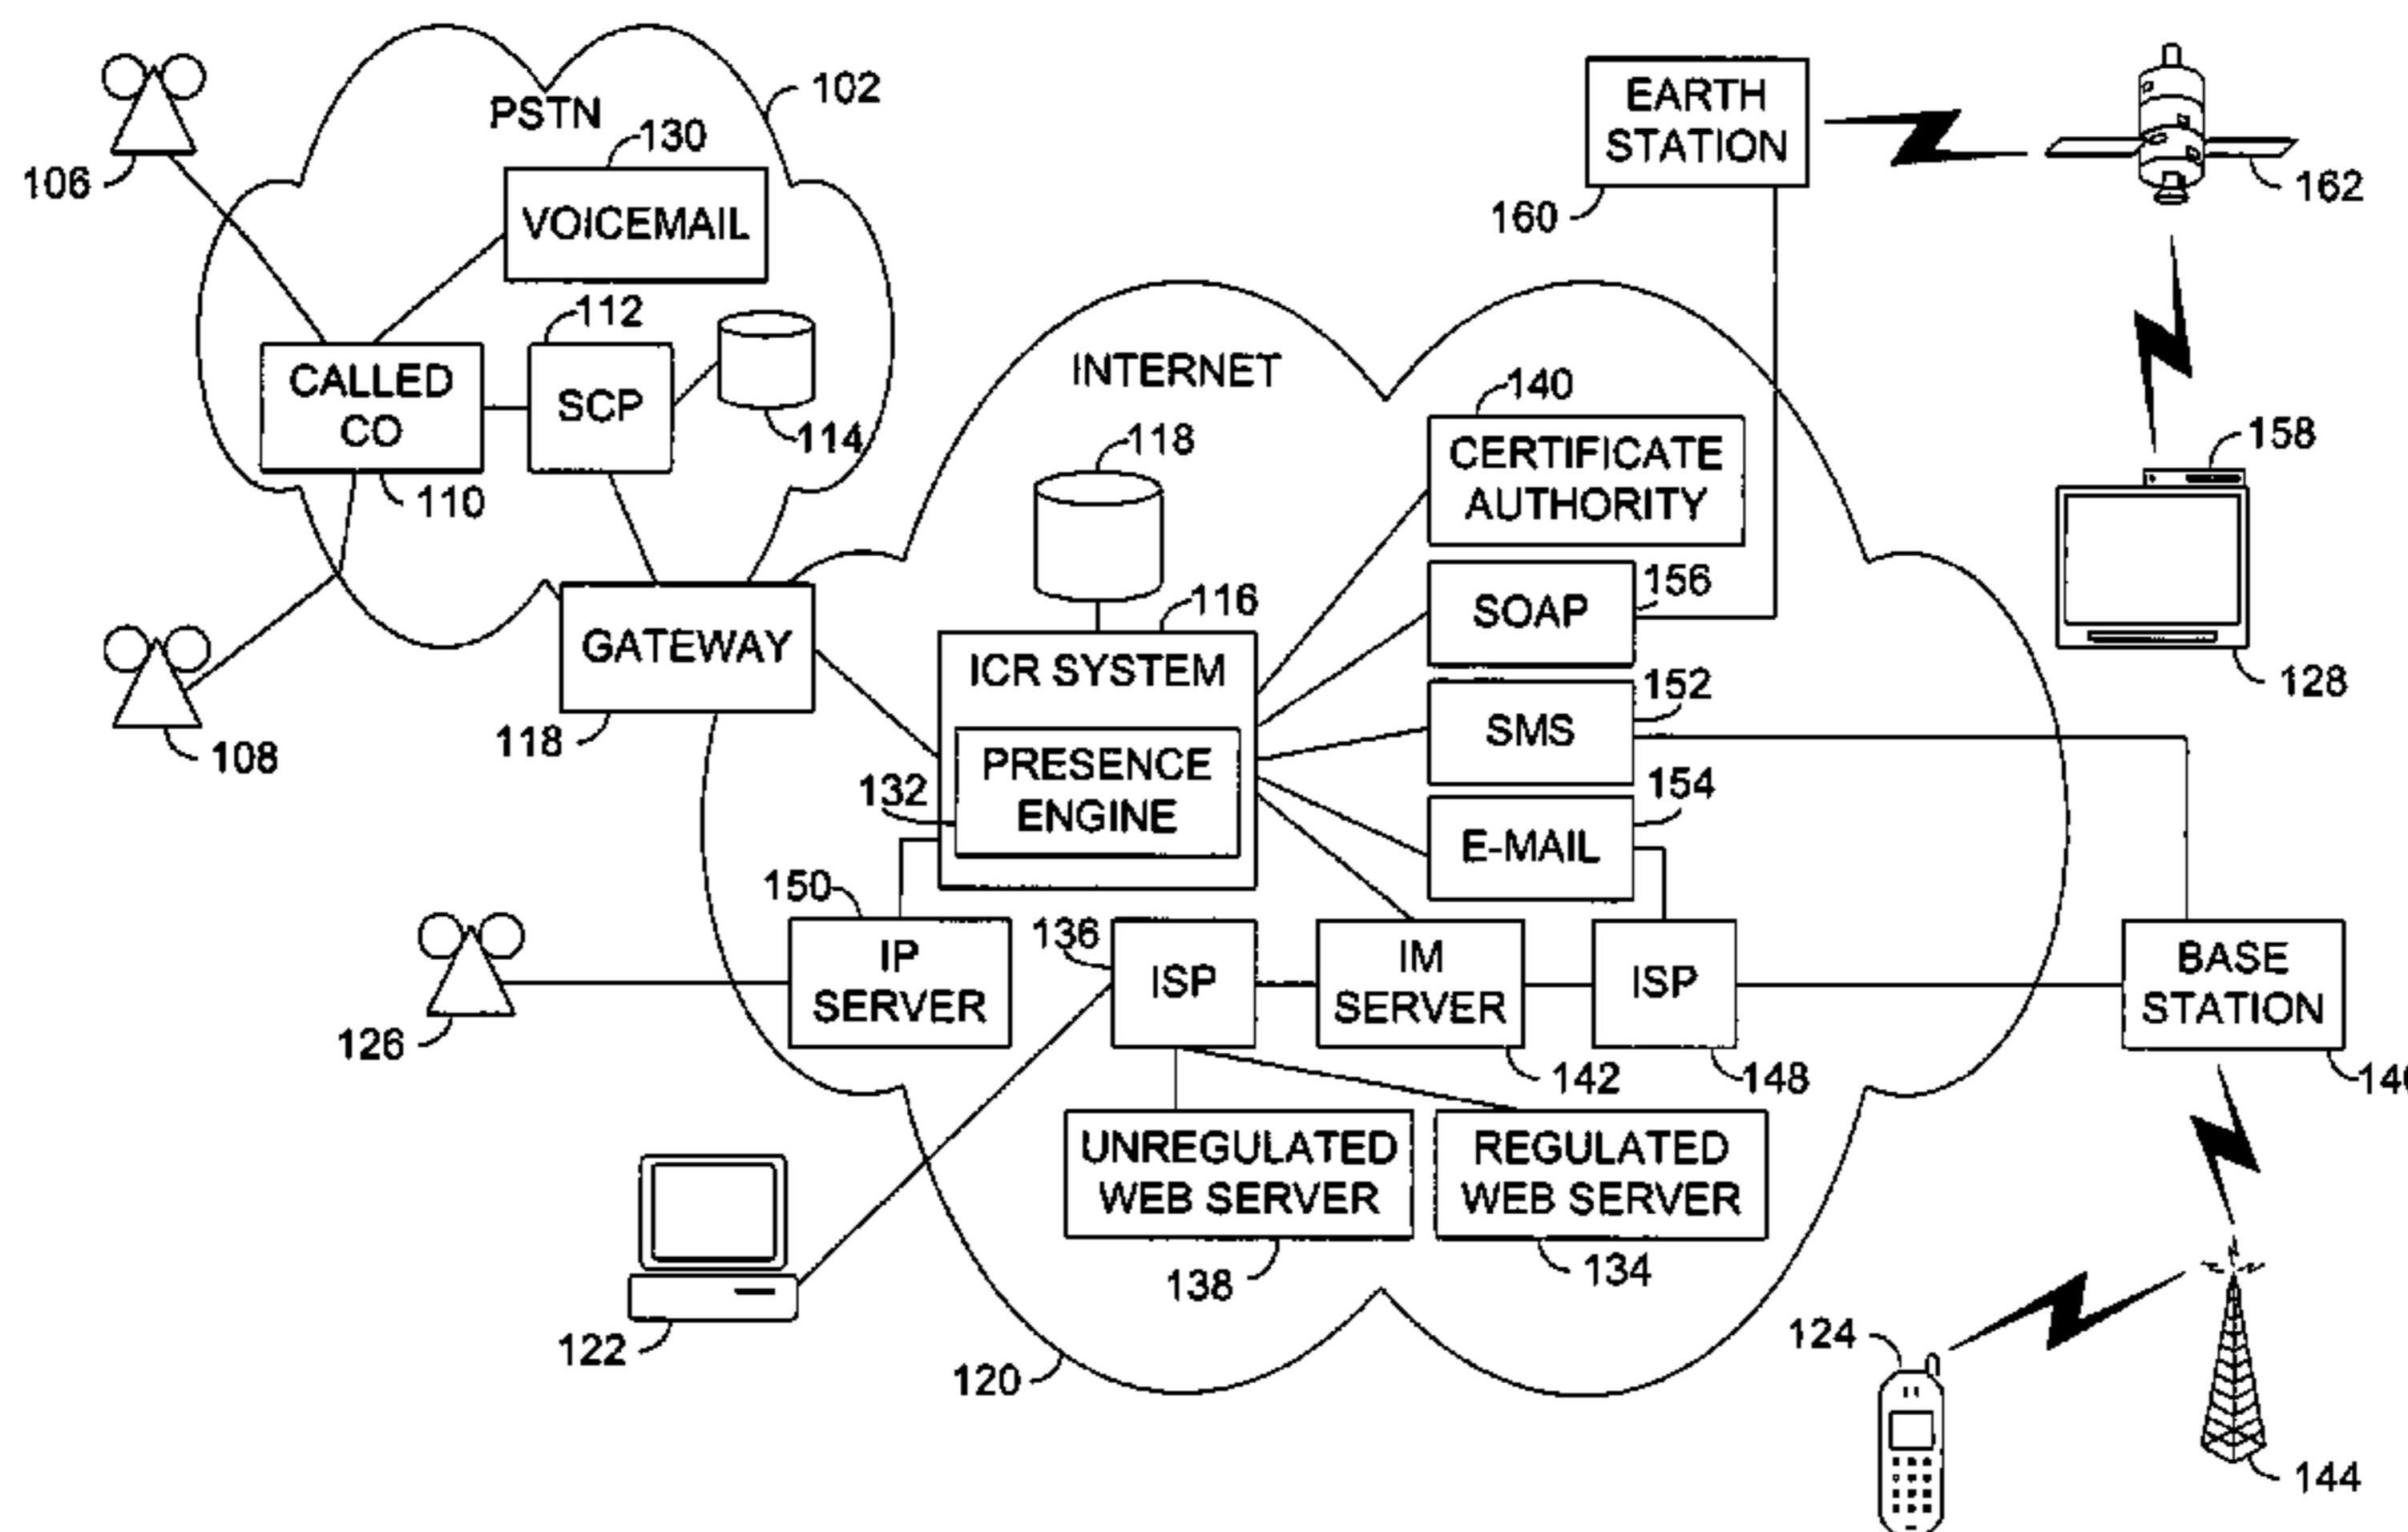 PSTN
102
106
130
VOICEMAIL
EARTH
STATION
160
162
112
CALLED
CO
SCP
114
110
INTERNET
118
140
CERTIFICATE
AUTHORITY
158
128
GATEWAY
118
108
116
ICR SYSTEM
PRESENCE
ENGINE
132
SOAP
156
SMS
152
E-MAIL
154
150
IP
SERVER
126
136
ISP
IM
SERVER
142
ISP
148
BASE
STATION
UNREGULATED
WEB SERVER
138
REGULATED
WEB SERVER
134
122
120
124
144